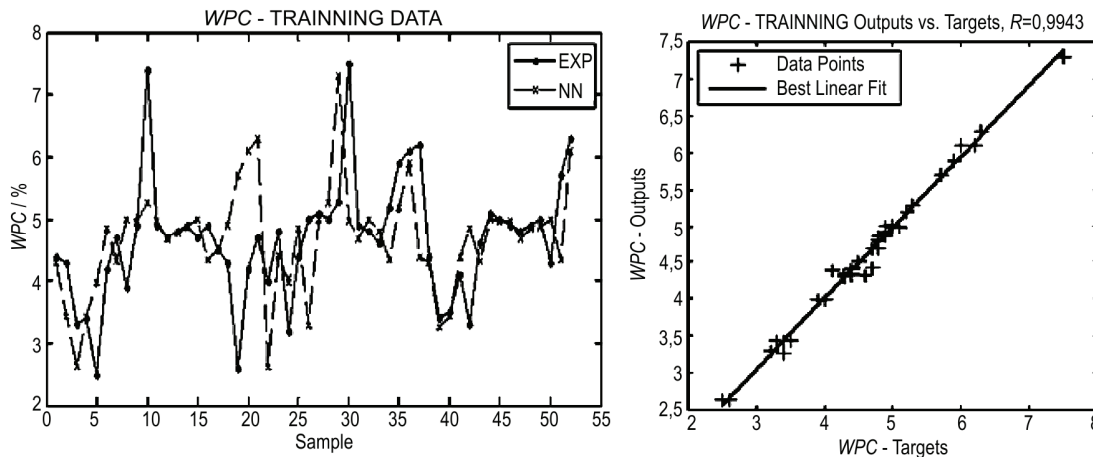 WPC - TRAINNING DATA
8
7
6
5
4
3
2
WPC / %
EXP
NN
0 5 10 15 20 25 30 35 40 45 50 55
Sample
WPC - TRAINNING Outputs vs. Targets, R=0,9943
7,5
6,5
6
5,5
5
4,5
4
3,5
3
2,5
WPC - Outputs
Data Points
Best Linear Fit
2 3 4 5 6 7 8
WPC - Targets